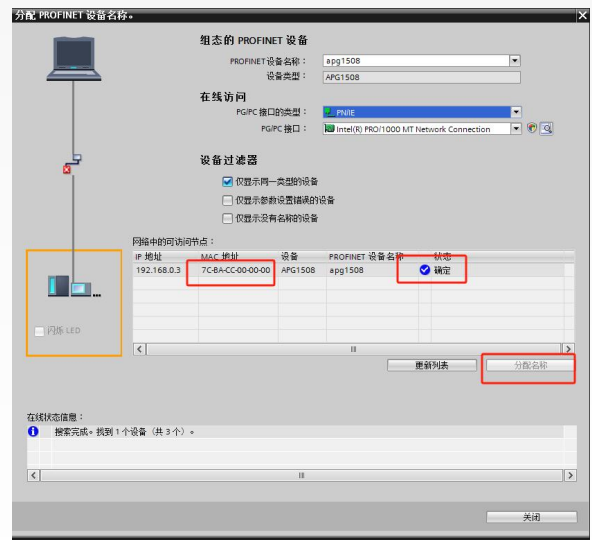 分配 PROFINET 设备名称。
组态的 PROFINET 设备
PROFINET设备名称： apg1508
设备类型： APG1508
在线访问
PG/PC 接口的类型： PN/IE
PG/PC 接口： Intel(R) PRO/1000 MT Network Connection
设备过滤器
仅显示同一类型的设备
仅显示参数设置错误的设备
仅显示没有名称的设备
网络中的可访问节点：
IP 地址 MAC 地址 设备 PROFINET 设备名称 状态
192.168.0.3 7C-BA-CC-00-00-00 APG1508 apg1508 确定
闪烁 LED
更新列表 分配名称
在线状态信息：
搜索完成。找到 1 个设备（共 3 个）。
关闭